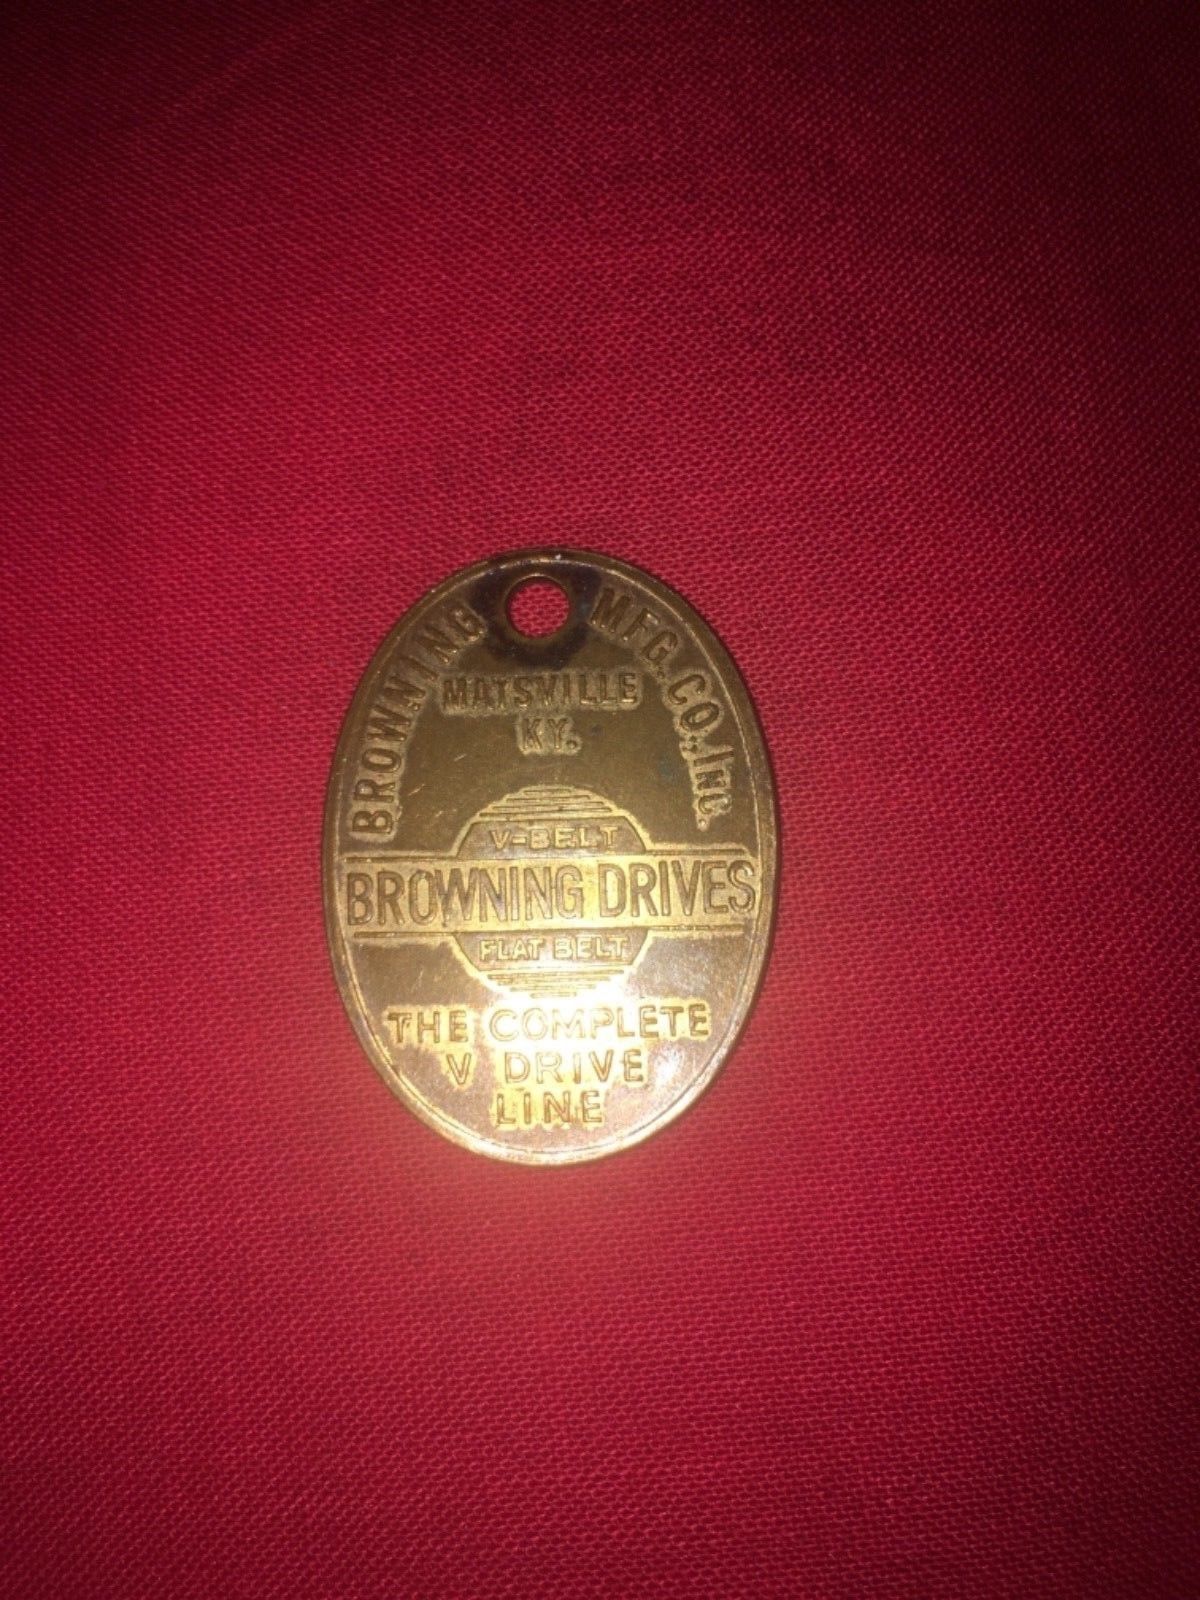 BROWNING MFG. CO., INC.
MAYSVILLE
KY.
V-BELT
BROWNING DRIVES
FLAT BELT
THE COMPLETE
V DRIVE
LINE